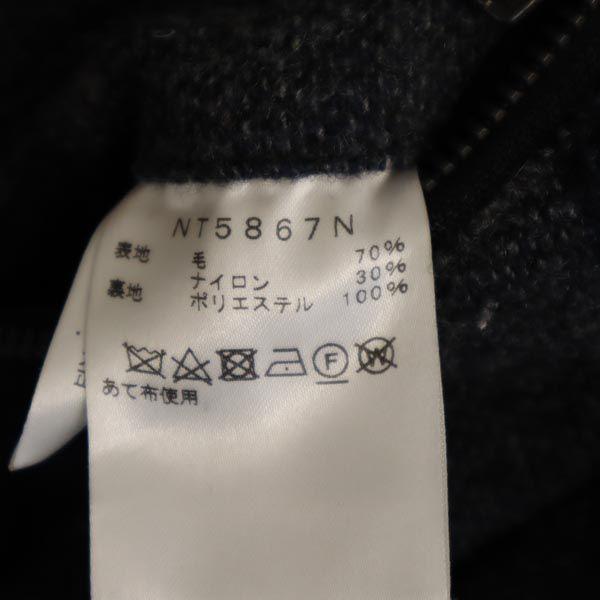 NT5867N
表地 毛 70%
ナイロン 30%
裏地 ポリエステル 100%
F W
あて布使用